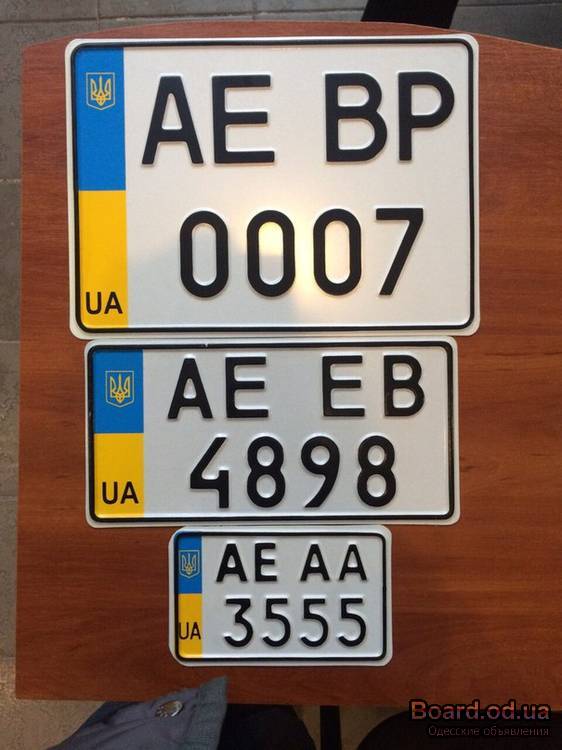 AE BP
0007
UA
AE EB
4898
UA
AE AA
3555
UA
Board.od.ua
Одесские объявления